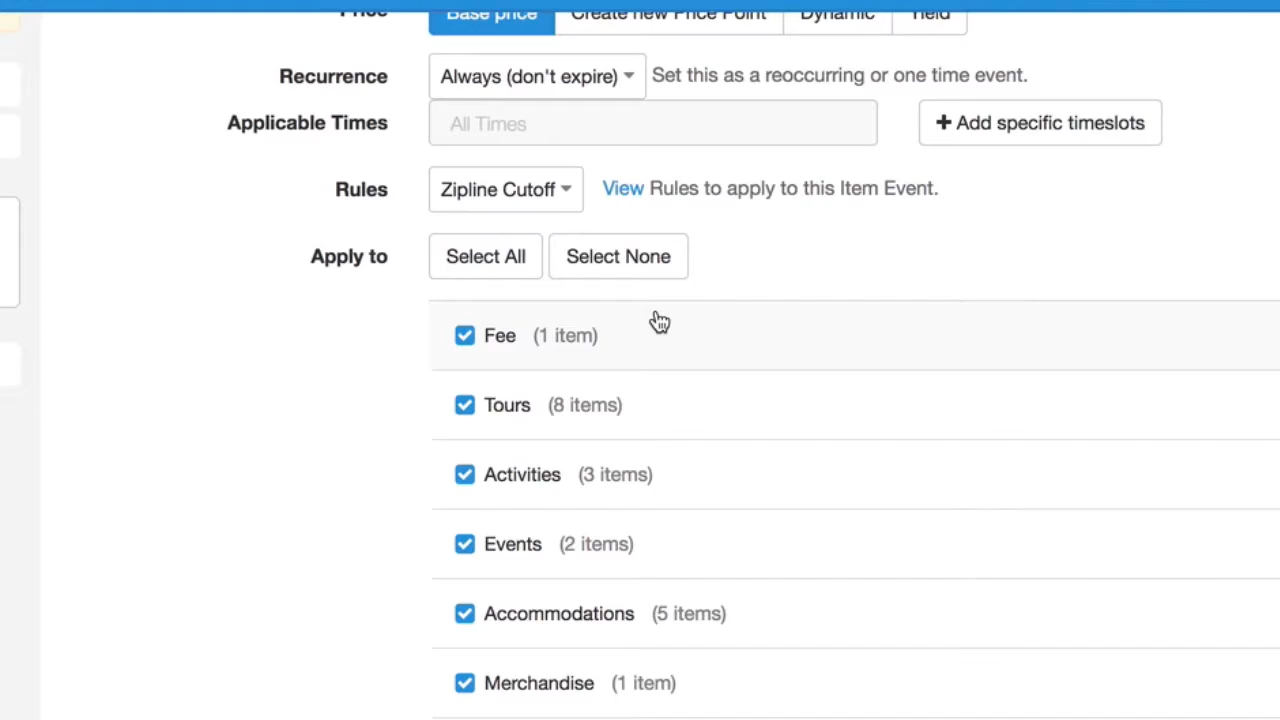 Price Base price Create new Price Point Dynamic Yield
Recurrence Always (don't expire) Set this as a reoccurring or one time event.
Applicable Times All Times + Add specific timeslots
Rules Zipline Cutoff View Rules to apply to this Item Event.
Apply to Select All Select None
Fee (1 item)
Tours (8 items)
Activities (3 items)
Events (2 items)
Accommodations (5 items)
Merchandise (1 item)